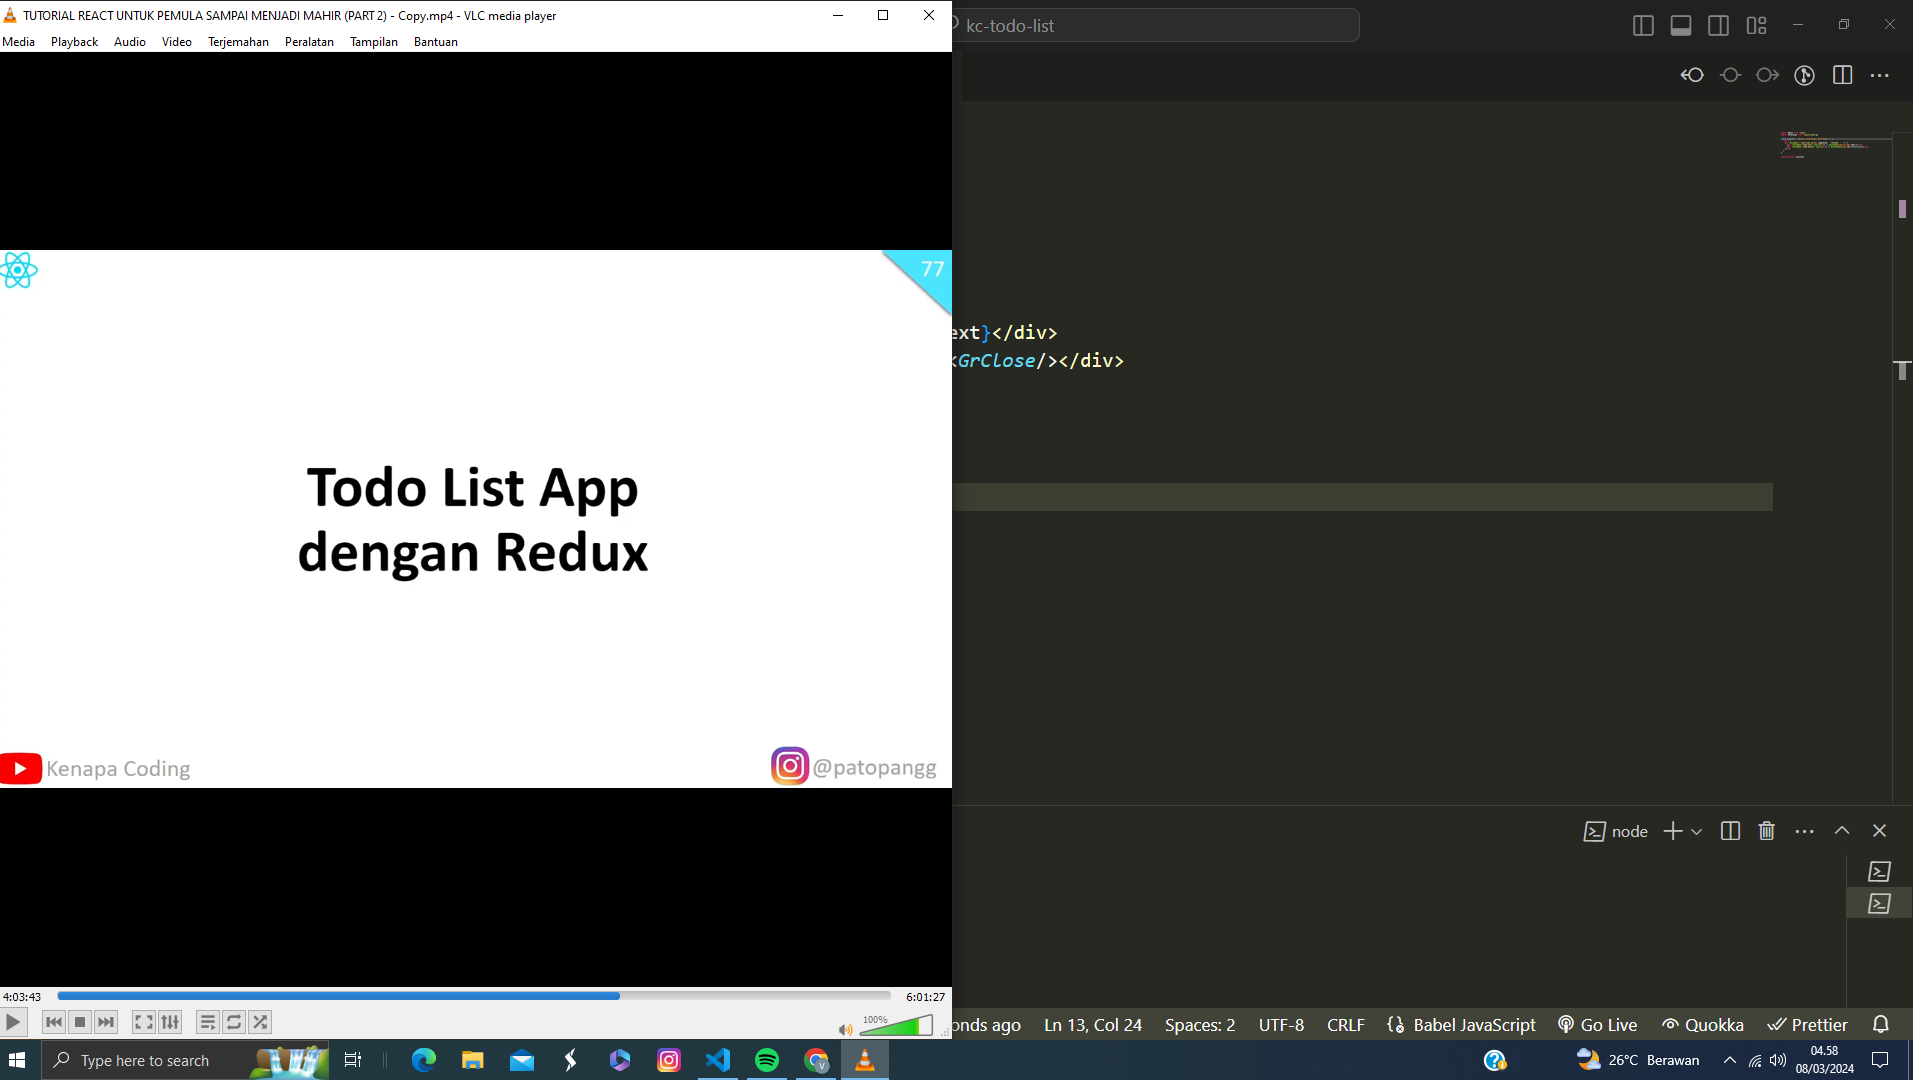 TUTORIAL REACT UNTUK PEMULA SAMPAI MENJADI MAHIR (PART 2) - Copy.mp4 - VLC media player
Media Playback Audio Video Terjemahan Peralatan Tampilan Bantuan
77
Todo List App
dengan Redux
Kenapa Coding
@patopangg
4:03:43
6:01:27
100%
kc-todo-list
ext}</div>
<GrClose/></div>
node
onds ago Ln 13, Col 24 Spaces: 2 UTF-8 CRLF Babel JavaScript Go Live Quokka Prettier
Type here to search
V
26°C Berawan
04.58
08/03/2024